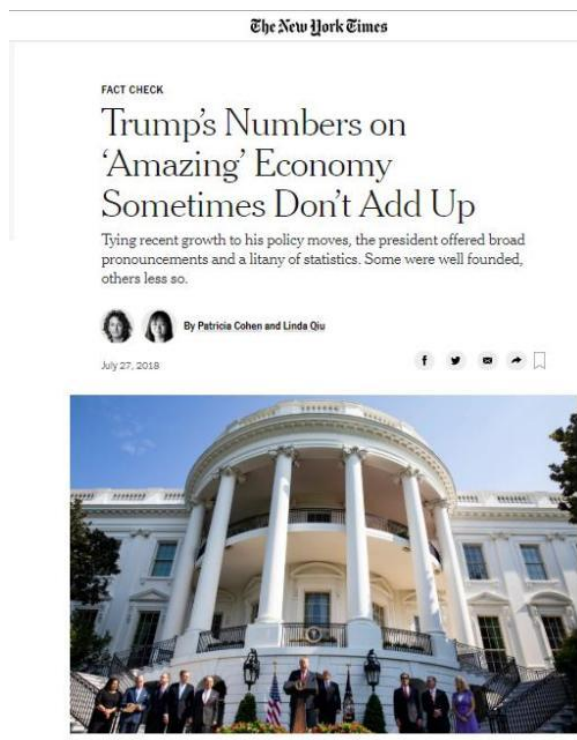 The New York Times
FACT CHECK
Trump's Numbers on
‘Amazing’ Economy
Sometimes Don't Add Up
Tying recent growth to his policy moves, the president offered broad
pronouncements and a litany of statistics. Some were well founded,
others less so.
By Patricia Cohen and Linda Qiu
July 27, 2018